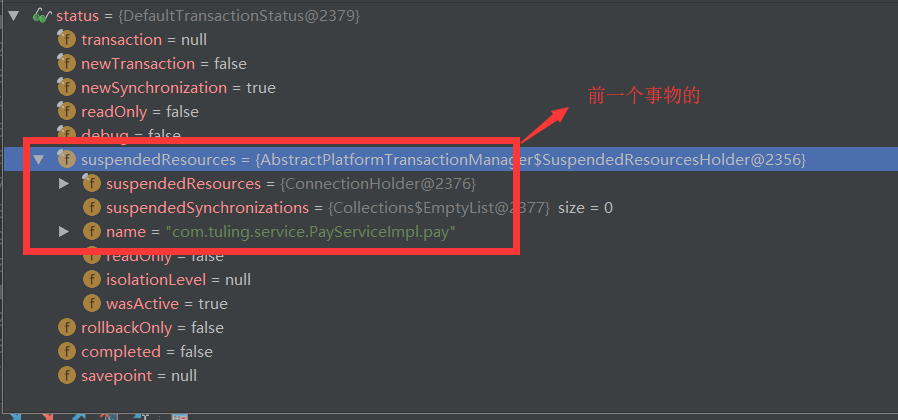 status = {DefaultTransactionStatus@2379}
transaction = null
newTransaction = false
newSynchronization = true
前一个事物的
readOnly = false
debug = false
suspendedResources = {AbstractPlatformTransactionManager$SuspendedResourcesHolder@2356}
suspendedResources = {ConnectionHolder@2376}
suspendedSynchronizations = {Collections$EmptyList@2377} size = 0
name = "com.tuling.service.PayServiceImpl.pay"
readOnly = false
isolationLevel = null
wasActive = true
rollbackOnly = false
completed = false
savepoint = null